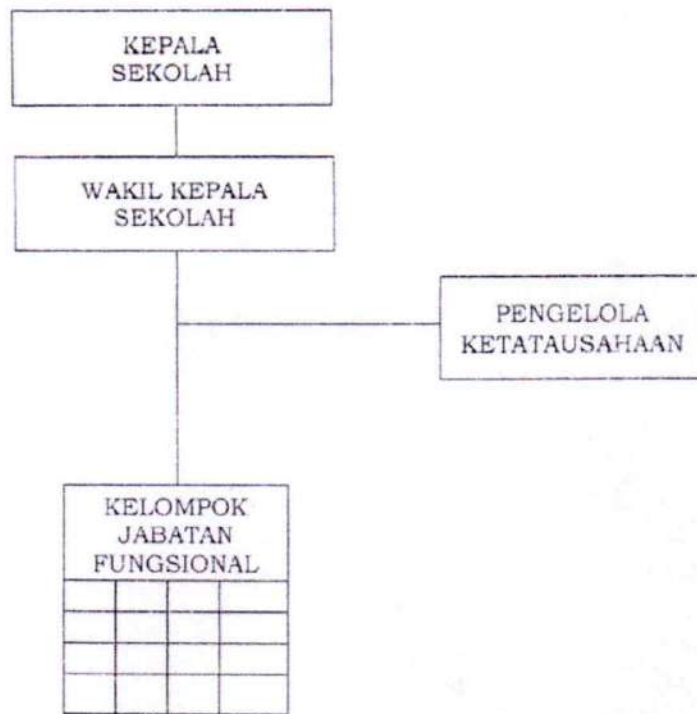 KEPALA
SEKOLAH
WAKIL KEPALA
SEKOLAH
PENGELOLA
KETATAUSAHAAN
KELOMPOK
JABATAN
FUNGSIONAL